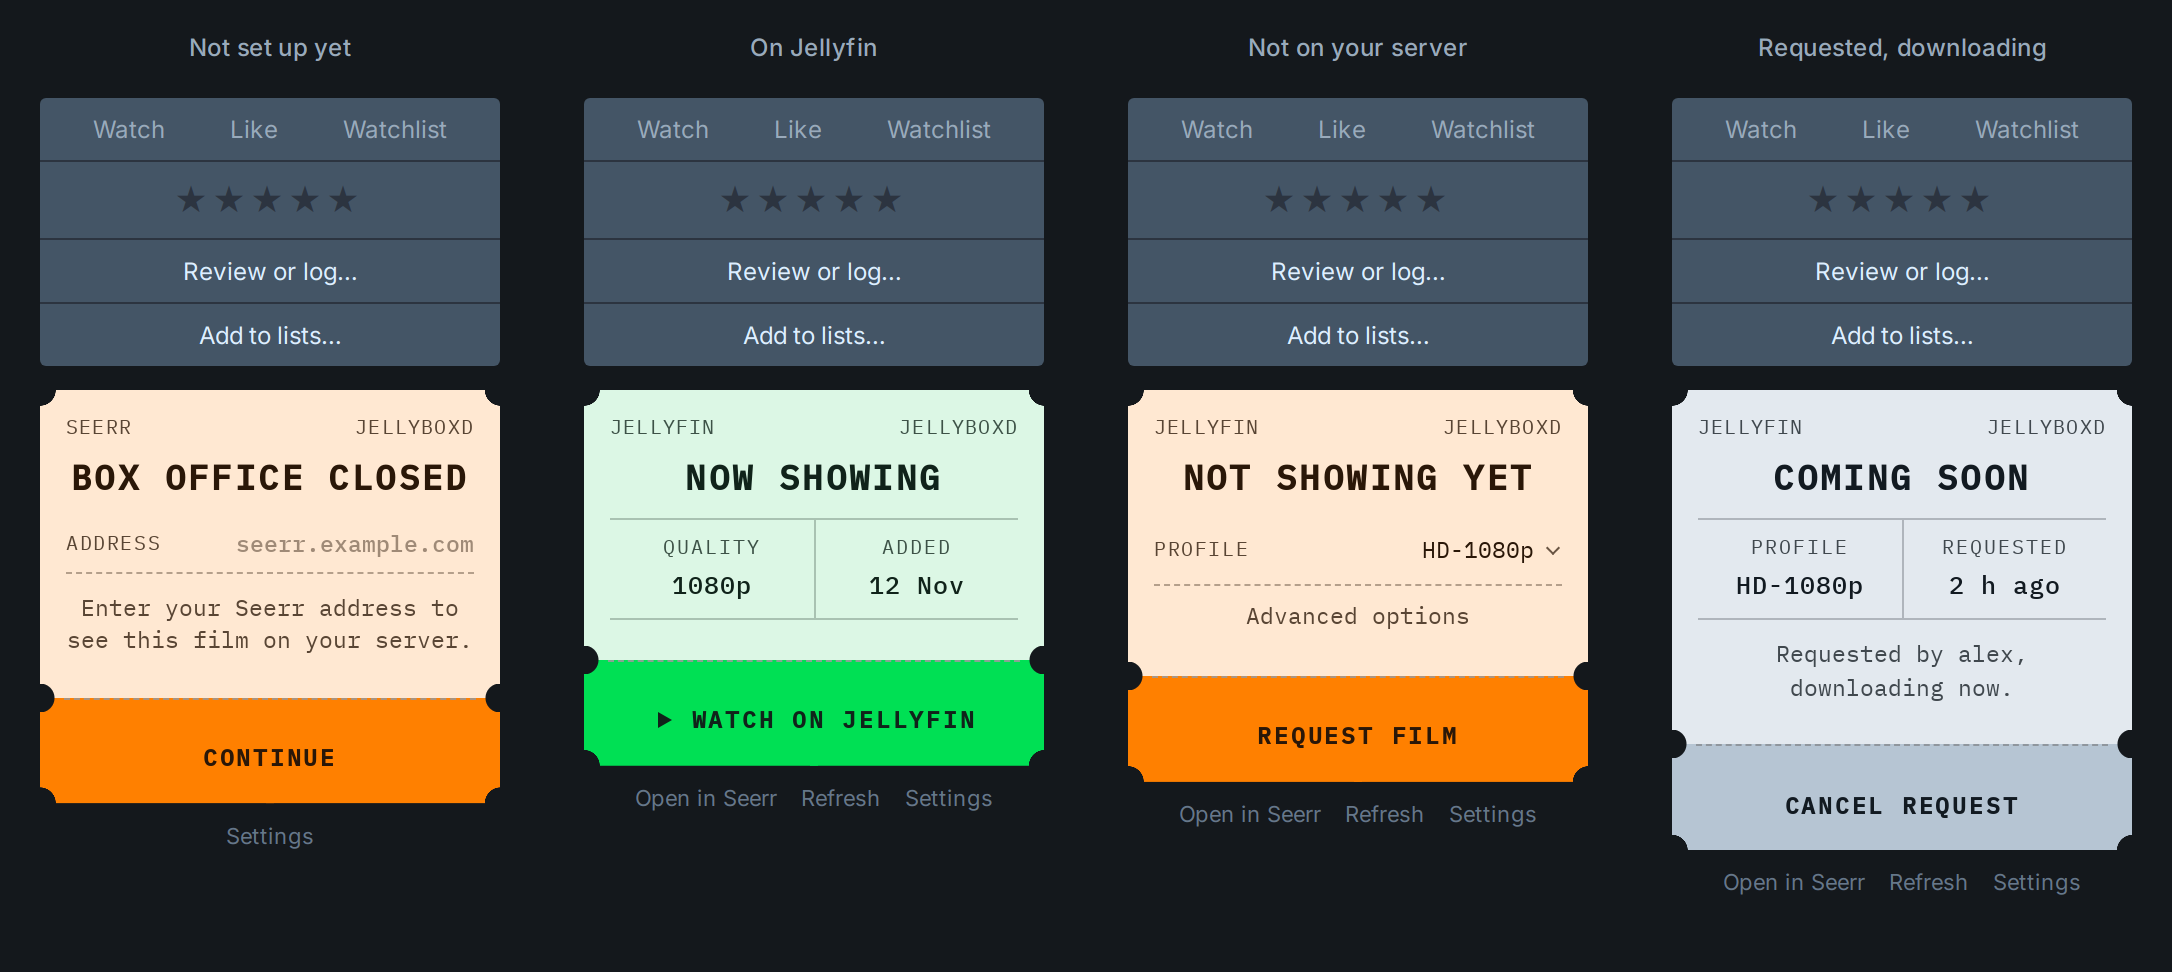 Not set up yet
Watch Like Watchlist
★★★★★
Review or log...
Add to lists...
SEERR JELLYBOXD
BOX OFFICE CLOSED
ADDRESS seerr.example.com
Enter your Seerr address to
see this film on your server.
CONTINUE
Settings
On Jellyfin
Watch Like Watchlist
★★★★★
Review or log...
Add to lists...
JELLYFIN JELLYBOXD
NOW SHOWING
QUALITY ADDED
1080p 12 Nov
▶ WATCH ON JELLYFIN
Open in Seerr Refresh Settings
Not on your server
Watch Like Watchlist
★★★★★
Review or log...
Add to lists...
JELLYFIN JELLYBOXD
NOT SHOWING YET
PROFILE HD-1080p
Advanced options
REQUEST FILM
Open in Seerr Refresh Settings
Requested, downloading
Watch Like Watchlist
★★★★★
Review or log...
Add to lists...
JELLYFIN JELLYBOXD
COMING SOON
PROFILE REQUESTED
HD-1080p 2 h ago
Requested by alex,
downloading now.
CANCEL REQUEST
Open in Seerr Refresh Settings